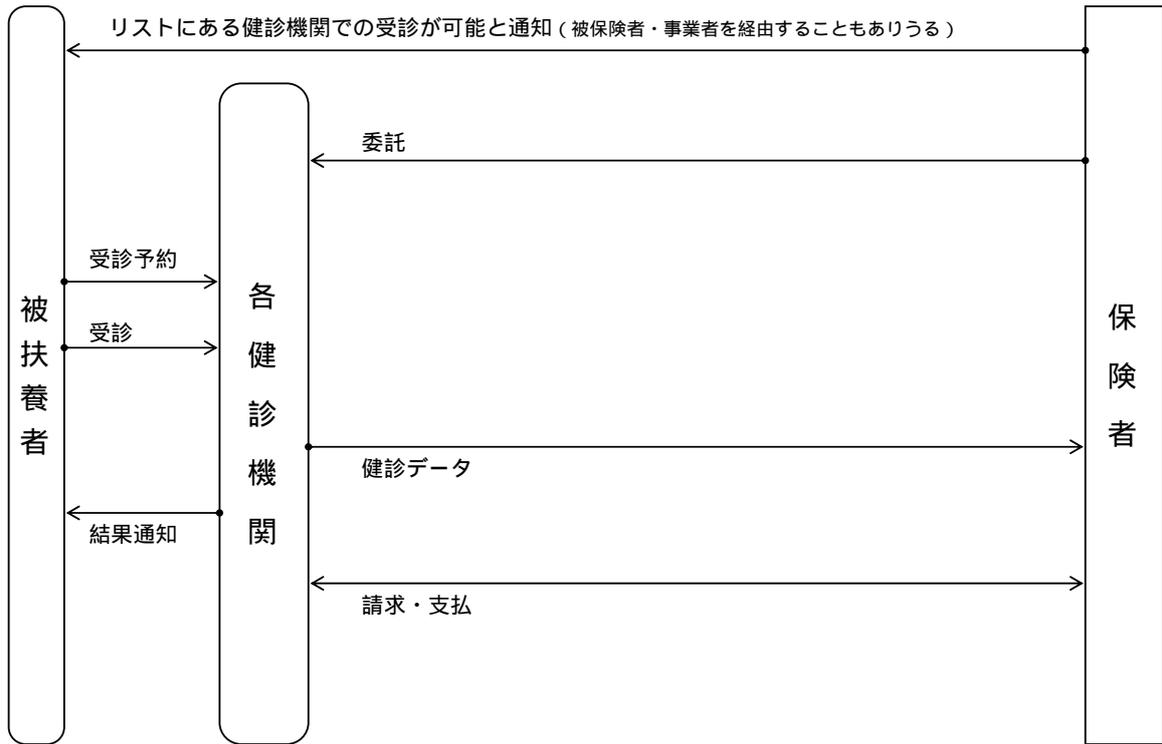 リストにある健診機関での受診が可能と通知(被保険者・事業者を経由することもありうる)
委託
受診予約
受診
被扶養者
各健診機関
保険者
健診データ
結果通知
請求・支払